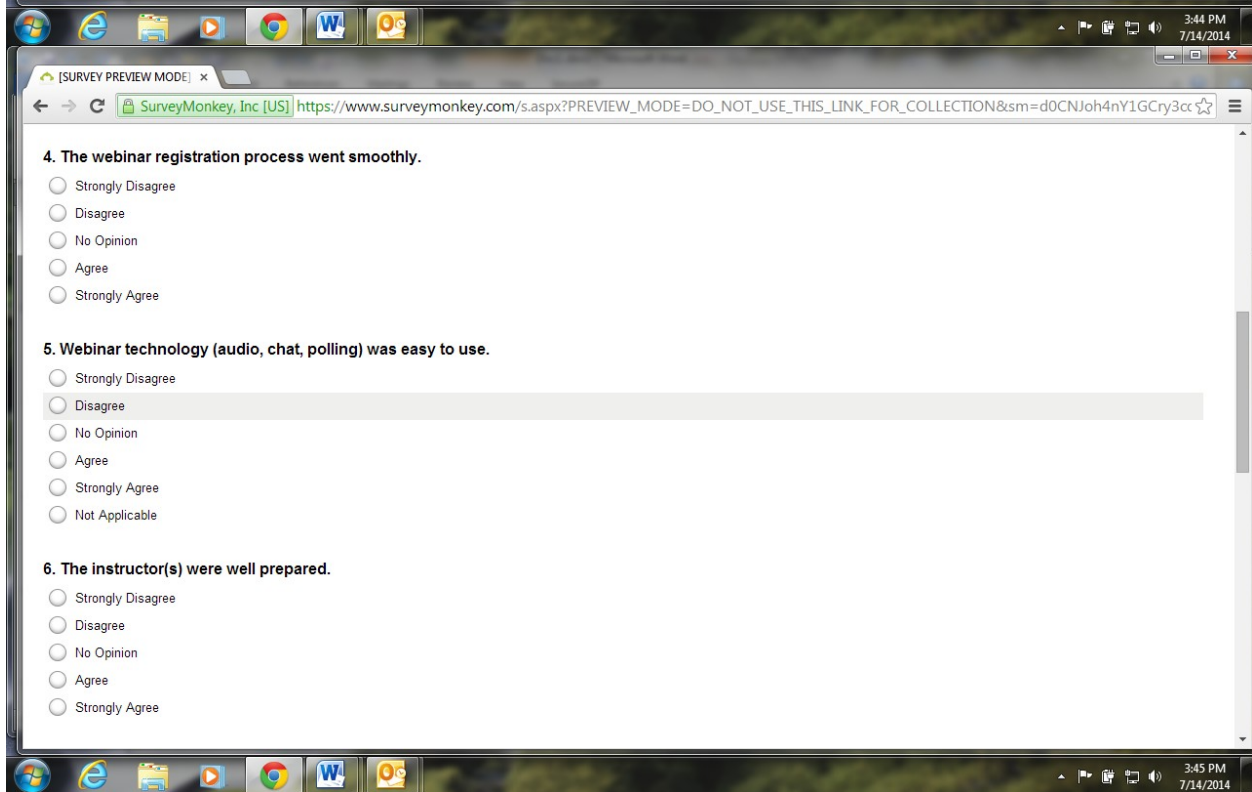 3:44 PM
7/14/2014
[SURVEY PREVIEW MODE] ×
SurveyMonkey, Inc [US] https://www.surveymonkey.com/s.aspx?PREVIEW_MODE=DO_NOT_USE_THIS_LINK_FOR_COLLECTION&sm=d0CNJoh4nY1GCry3cc
4. The webinar registration process went smoothly.
Strongly Disagree
Disagree
No Opinion
Agree
Strongly Agree
5. Webinar technology (audio, chat, polling) was easy to use.
Strongly Disagree
Disagree
No Opinion
Agree
Strongly Agree
Not Applicable
6. The instructor(s) were well prepared.
Strongly Disagree
Disagree
No Opinion
Agree
Strongly Agree
3:45 PM
7/14/2014